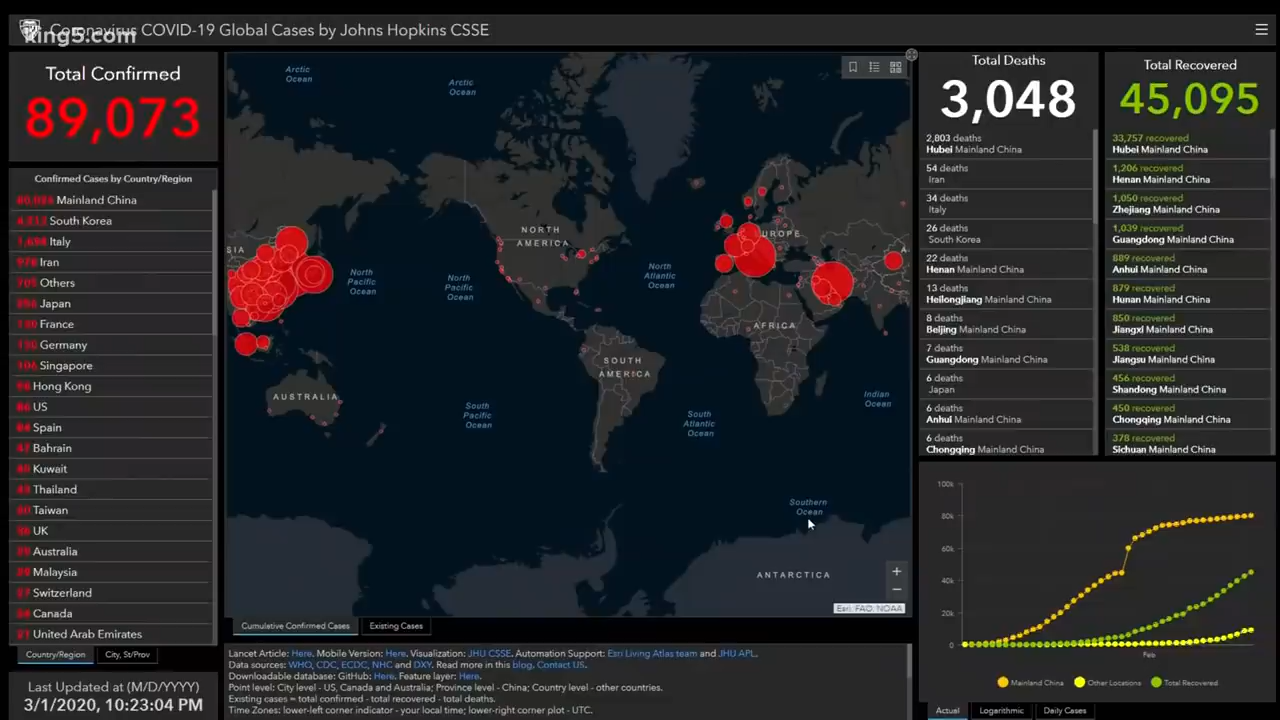 Coronavirus COVID-19 Global Cases by Johns Hopkins CSSE
king5.com
Total Confirmed
89,073
Confirmed Cases by Country/Region
Mainland China
South Korea
Italy
Iran
Others
Japan
France
Germany
106 Singapore
Hong Kong
US
Spain
Bahrain
Kuwait
Thailand
Taiwan
UK
Australia
Malaysia
Switzerland
Canada
United Arab Emirates
Country/Region
City, St/Prov
Last Updated at (M/D/YYYY)
3/1/2020, 10:23:04 PM
Arctic
Ocean
Arctic
Ocean
NORTH
AMERICA
EUROPE
SIA
A
North
Pacific
Ocean
North
Pacific
Ocean
North
Atlantic
Ocean
AFRICA
SOUTH
AMERICA
AUSTRALIA
South
Pacific
Ocean
South
Atlantic
Ocean
Indian
Ocean
Southern
Ocean
ANTARCTICA
+
−
Esri, FAO, NOAA
Cumulative Confirmed Cases
Existing Cases
Lancet Article: Here. Mobile Version: Here. Visualization: JHU CSSE. Automation Support: Esri Living Atlas team and JHU APL.
Data sources: WHO, CDC, ECDC, NHC and DXY. Read more in this blog. Contact US.
Downloadable database: GitHub: Here. Feature layer: Here.
Point level: City level - US, Canada and Australia; Province level - China; Country level - other countries.
Existing cases = total confirmed - total recovered - total deaths.
Time Zones: lower-left corner indicator - your local time; lower-right corner plot - UTC.
Total Deaths
3,048
2,803 deaths
Hubei Mainland China
54 deaths
Iran
34 deaths
Italy
26 deaths
South Korea
22 deaths
Henan Mainland China
13 deaths
Heilongjiang Mainland China
8 deaths
Beijing Mainland China
7 deaths
Guangdong Mainland China
6 deaths
Japan
6 deaths
Anhui Mainland China
6 deaths
Chongqing Mainland China
Total Recovered
45,095
33,757 recovered
Hubei Mainland China
1,206 recovered
Henan Mainland China
1,050 recovered
Zhejiang Mainland China
1,039 recovered
Guangdong Mainland China
889 recovered
Anhui Mainland China
879 recovered
Hunan Mainland China
850 recovered
Jiangxi Mainland China
538 recovered
Jiangsu Mainland China
456 recovered
Shandong Mainland China
450 recovered
Chongqing Mainland China
378 recovered
Sichuan Mainland China
100k
80k
60k
40k
20k
0
Feb
Mainland China
Other Locations
Total Recovered
Actual
Logarithmic
Daily Cases